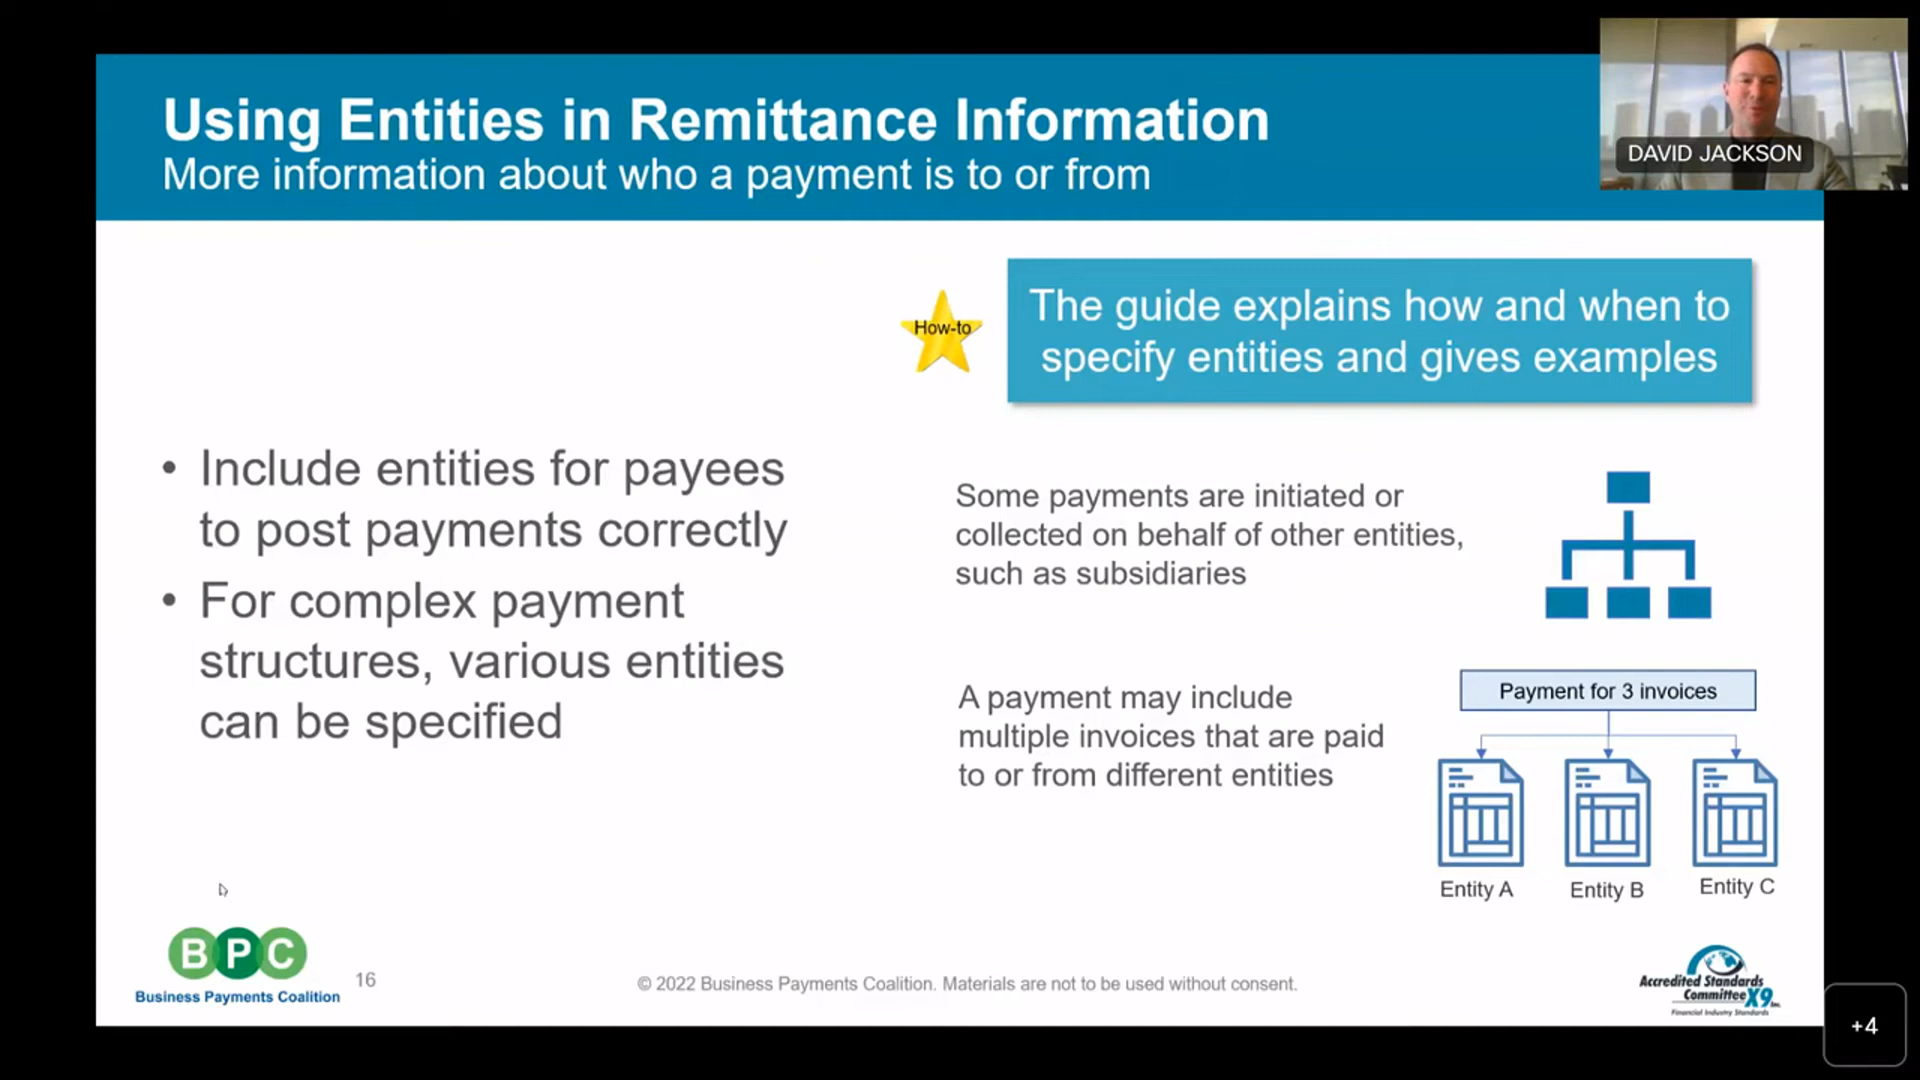 Using Entities in Remittance Information
More information about who a payment is to or from
DAVID JACKSON
How-to
The guide explains how and when to
specify entities and gives examples
• Include entities for payees
to post payments correctly
• For complex payment
structures, various entities
can be specified
Some payments are initiated or
collected on behalf of other entities,
such as subsidiaries
A payment may include
multiple invoices that are paid
to or from different entities
Payment for 3 invoices
Entity A
Entity B
Entity C
BPC
Business Payments Coalition
16
© 2022 Business Payments Coalition. Materials are not to be used without consent.
Accredited Standards
Committee X9 Inc.
Financial Industry Standards
+4